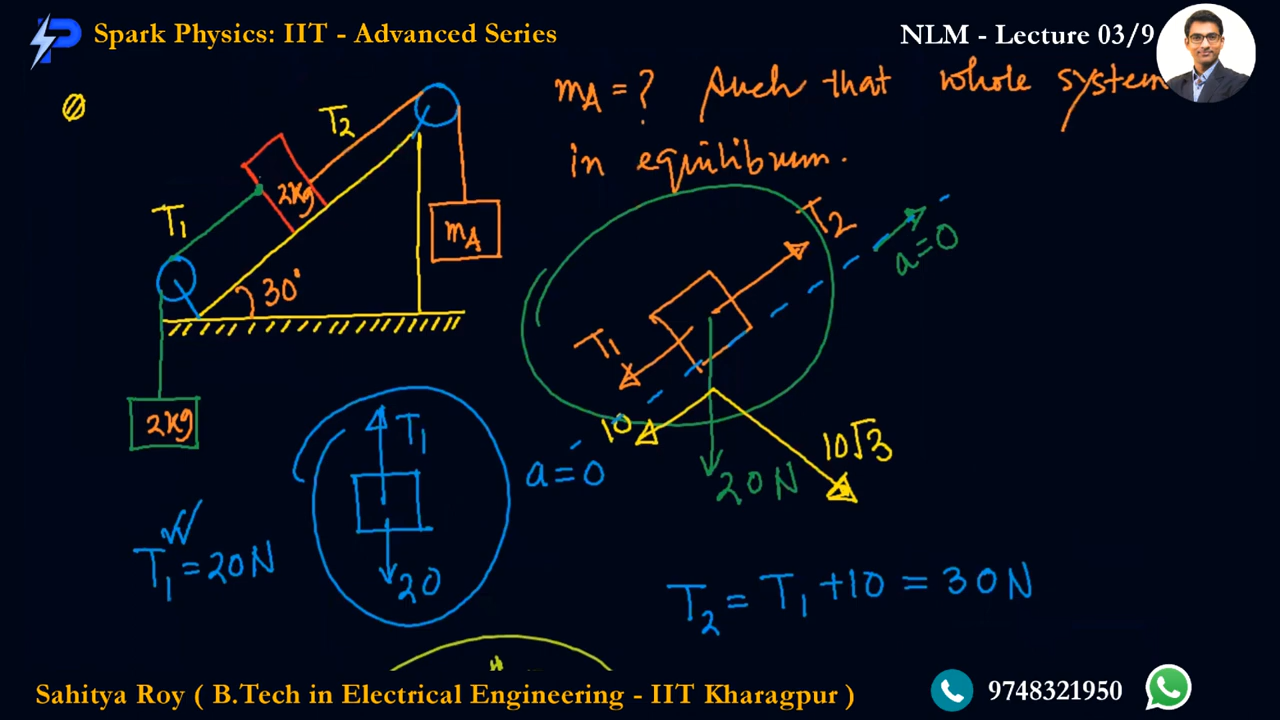 Spark Physics: IIT - Advanced Series
NLM - Lecture 03/9
mA = ? such that whole system
in equilibrum.
T2
2kg
T1
mA
30°
2kg
T2
a=0
T1
10
10√3
20N
T1
a=0
20
T1=20N
T2 = T1 +10 = 30N
Sahitya Roy ( B.Tech in Electrical Engineering - IIT Kharagpur )
9748321950